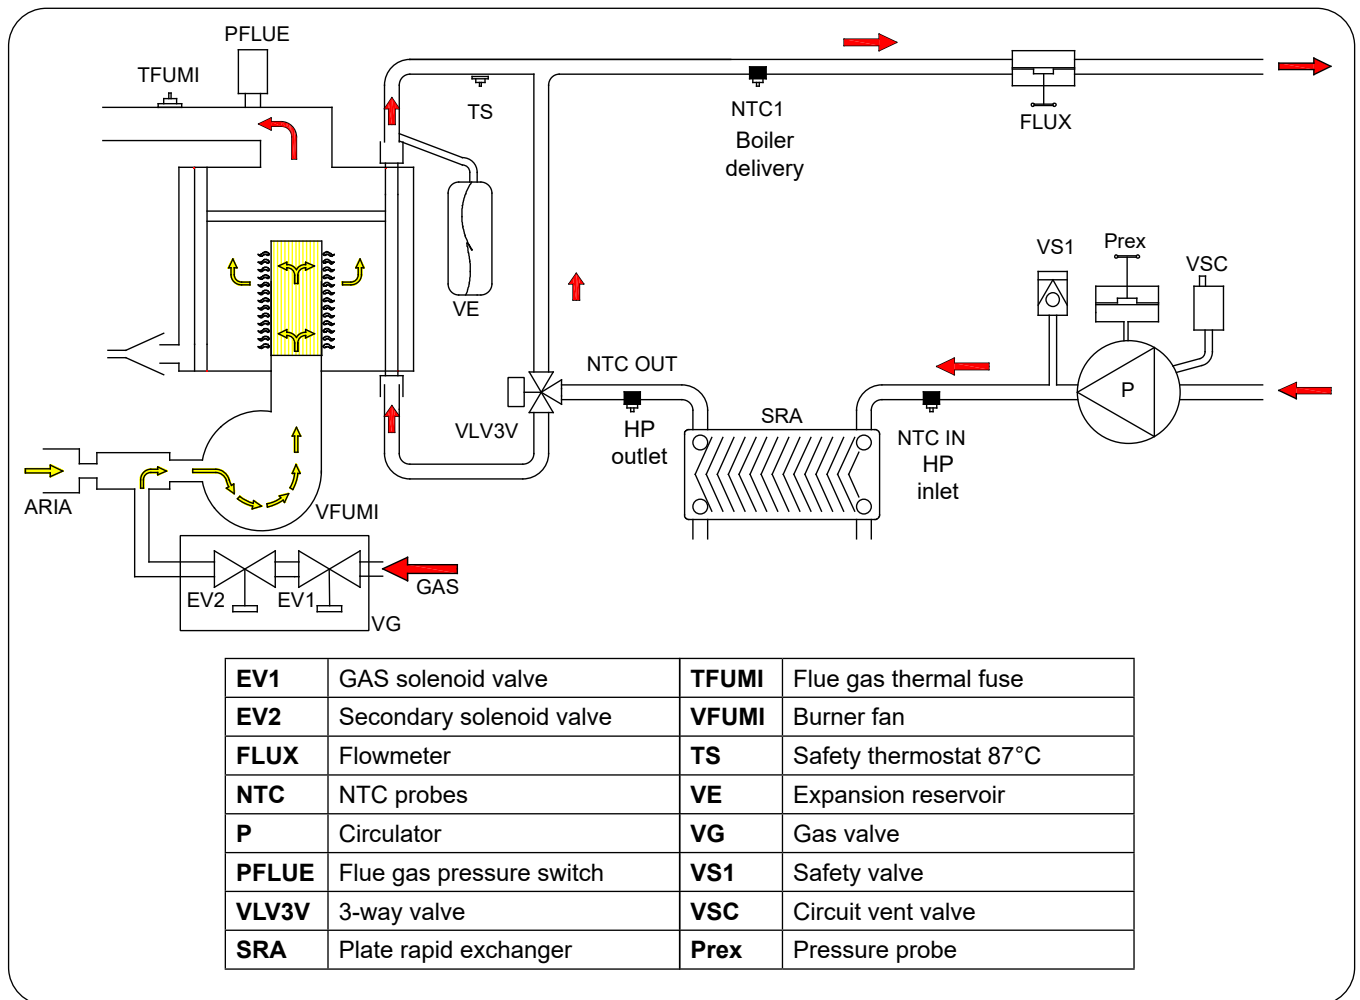 PFLUE
TFUMI
TS
NTC1
Boiler
delivery
FLUX
VE
VS1
Prex
VSC
NTC OUT
HP
outlet
VLV3V
SRA
NTC IN
HP
inlet
P
ARIA
VFUMI
EV2
EV1
GAS
VG
EV1 GAS solenoid valve TFUMI Flue gas thermal fuse
EV2 Secondary solenoid valve VFUMI Burner fan
FLUX Flowmeter TS Safety thermostat 87°C
NTC NTC probes VE Expansion reservoir
P Circulator VG Gas valve
PFLUE Flue gas pressure switch VS1 Safety valve
VLV3V 3-way valve VSC Circuit vent valve
SRA Plate rapid exchanger Prex Pressure probe